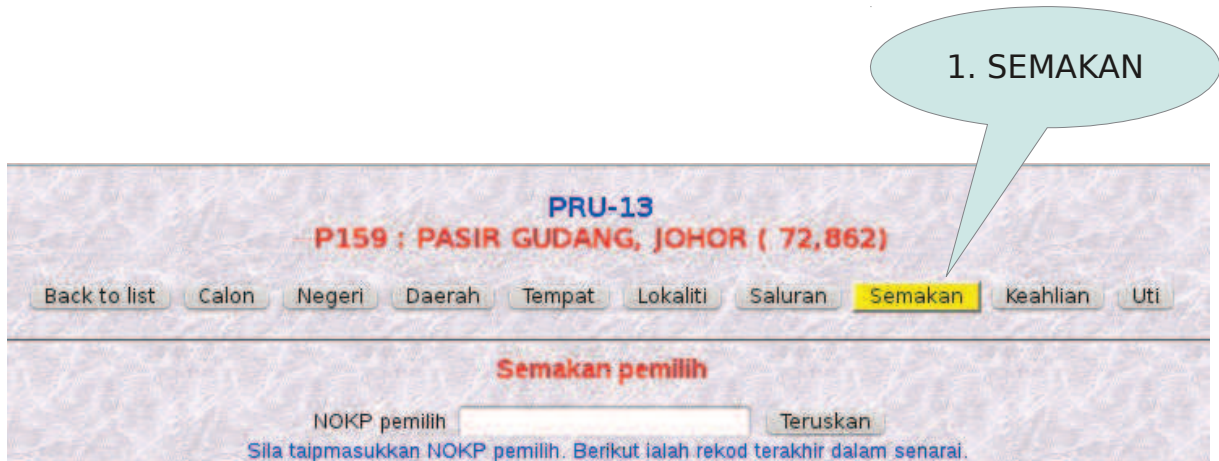 1. SEMAKAN
PRU-13
P159 : PASIR GUDANG, JOHOR ( 72,862)
Back to list Calon Negeri Daerah Tempat Lokaliti Saluran Semakan Keahlian Uti
Semakan pemilih
NOKP pemilih Teruskan
Sila taipmasukkan NOKP pemilih. Berikut ialah rekod terakhir dalam senarai.